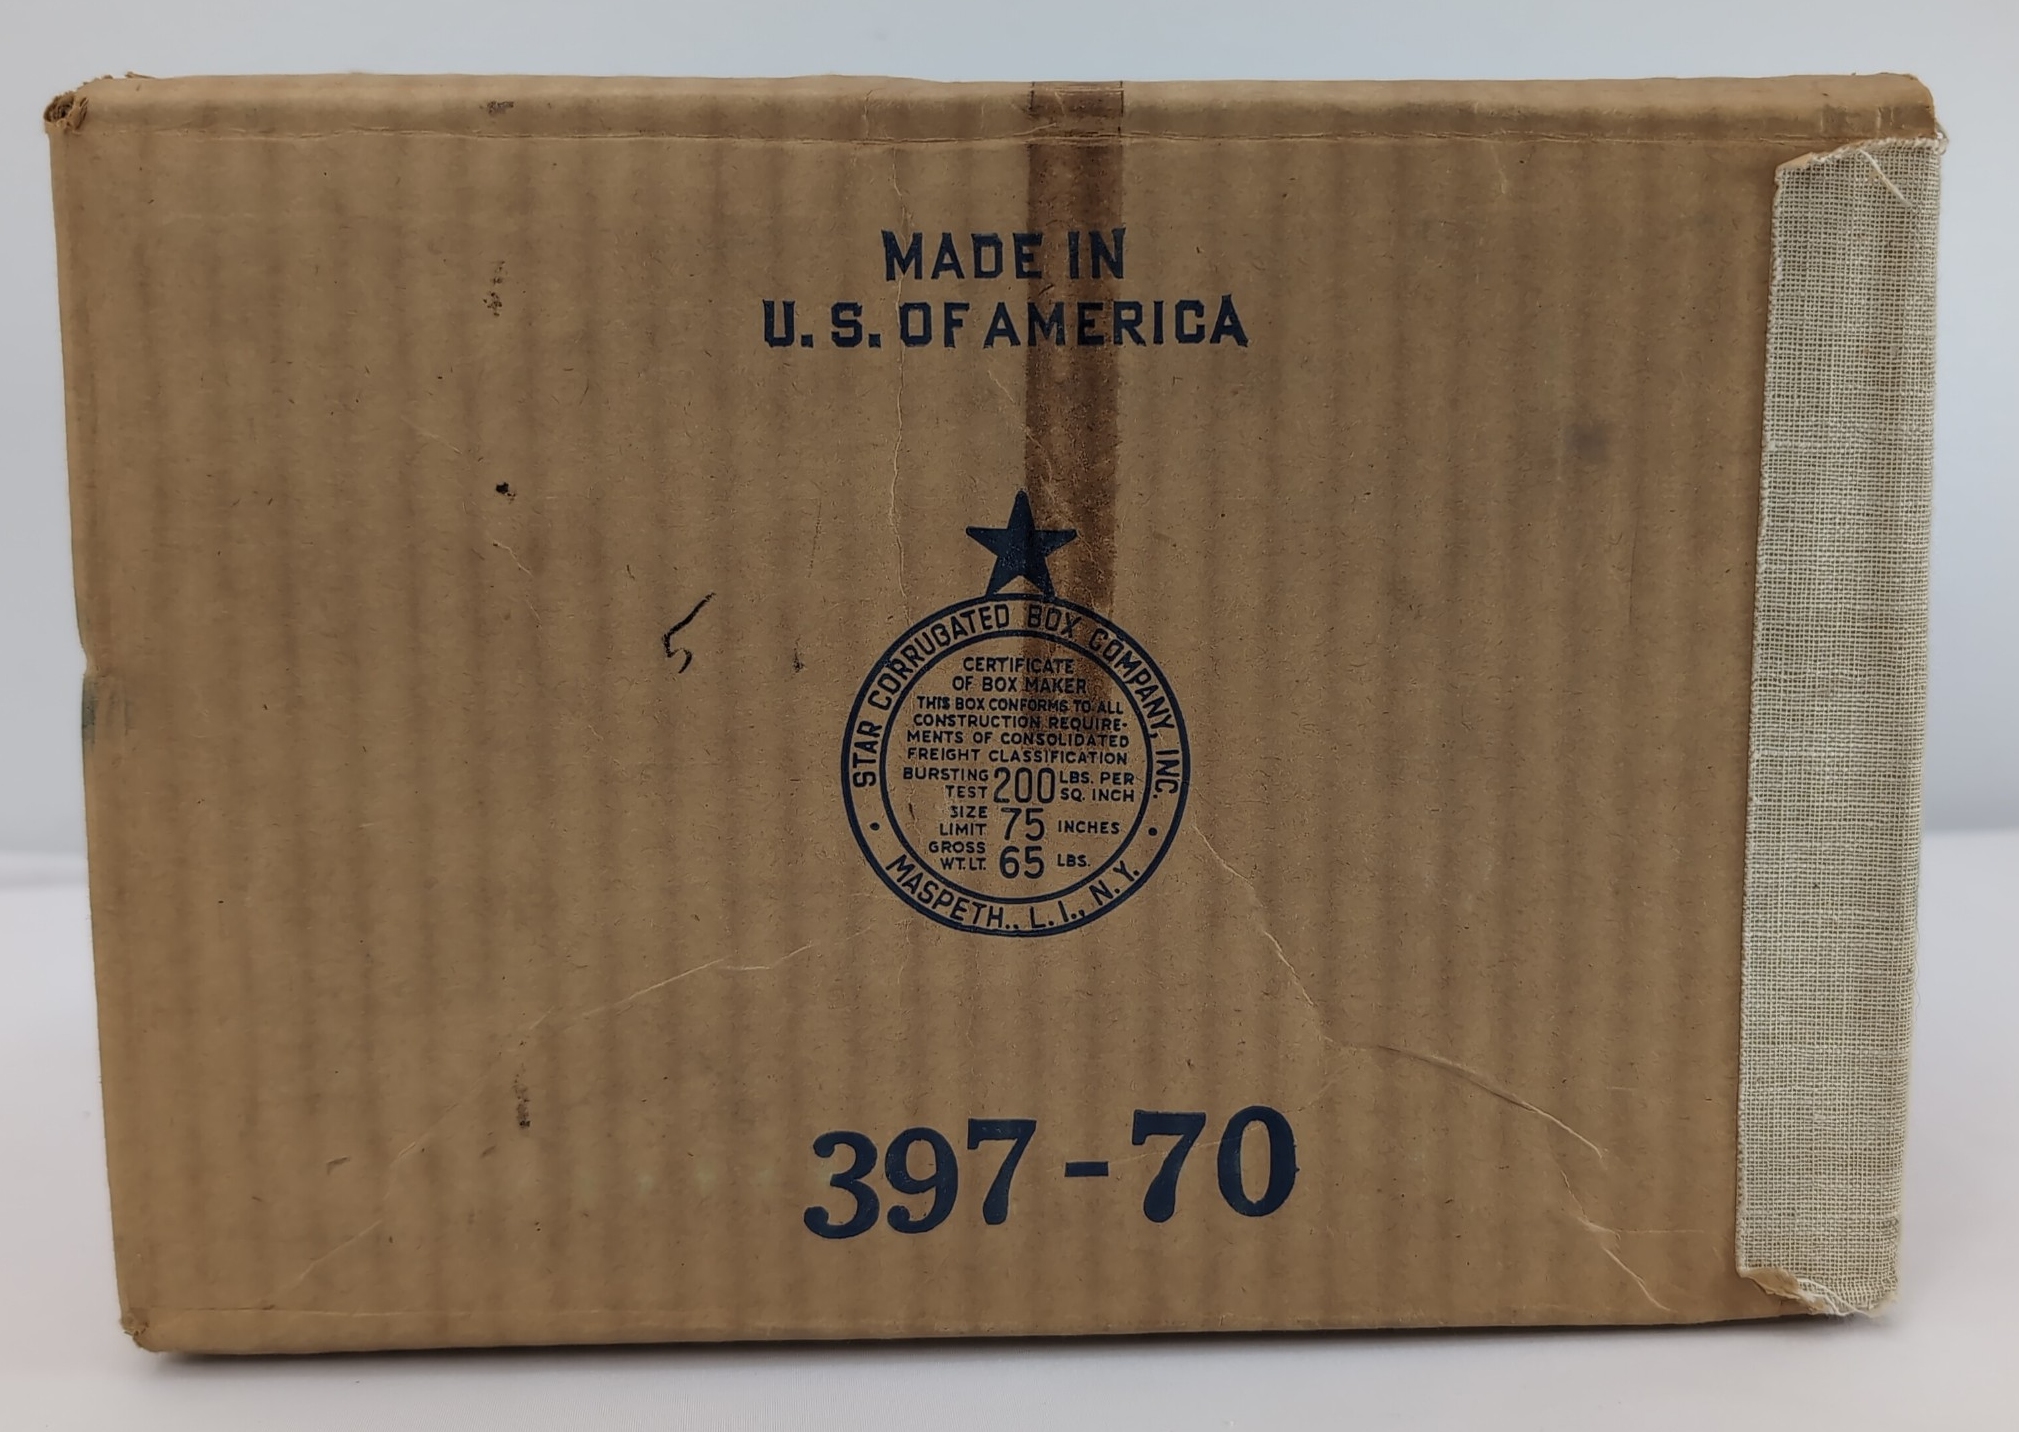 MADE IN
U. S. OF AMERICA
5
STAR CORRUGATED BOX COMPANY, INC.
CERTIFICATE
OF BOX MAKER
THIS BOX CONFORMS TO ALL
CONSTRUCTION REQUIRE-
MENTS OF CONSOLIDATED
FREIGHT CLASSIFICATION
BURSTING TEST 200 LBS. PER SQ. INCH
SIZE LIMIT 75 INCHES
GROSS WT. LT. 65 LBS.
• MASPETH., L. I., N. Y. •
397-70